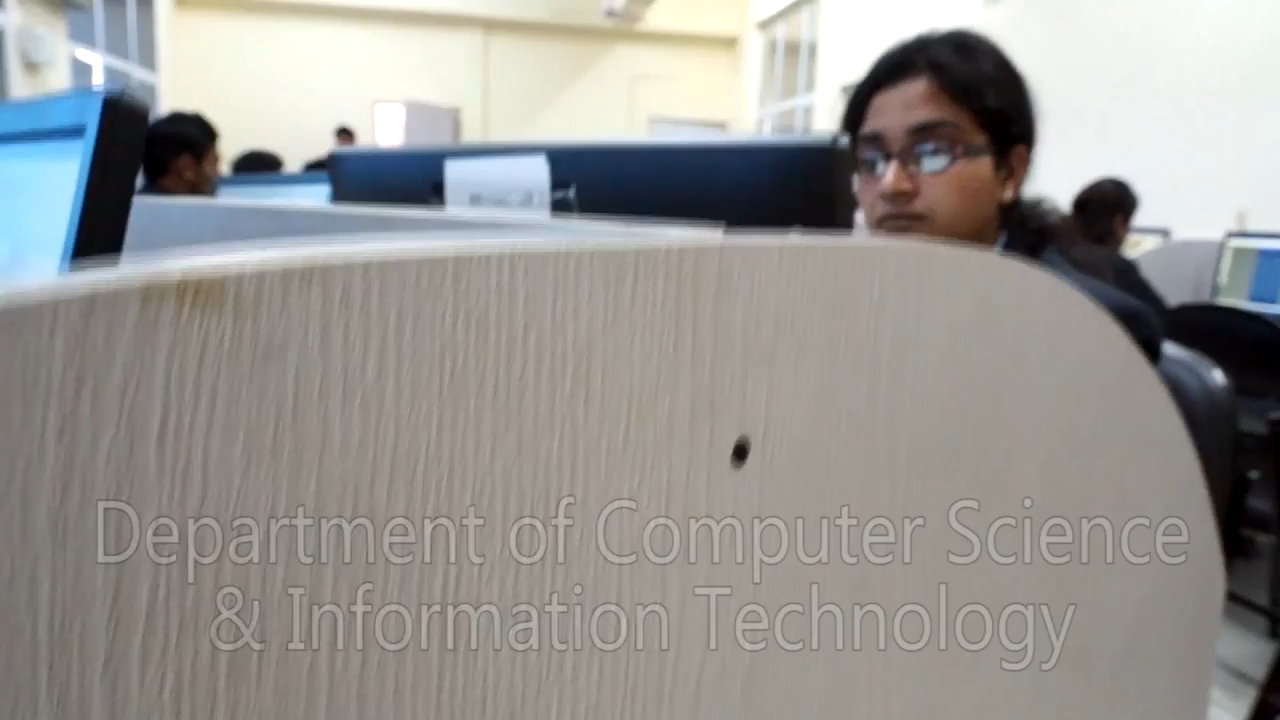 Department of Computer Science
& Information Technology